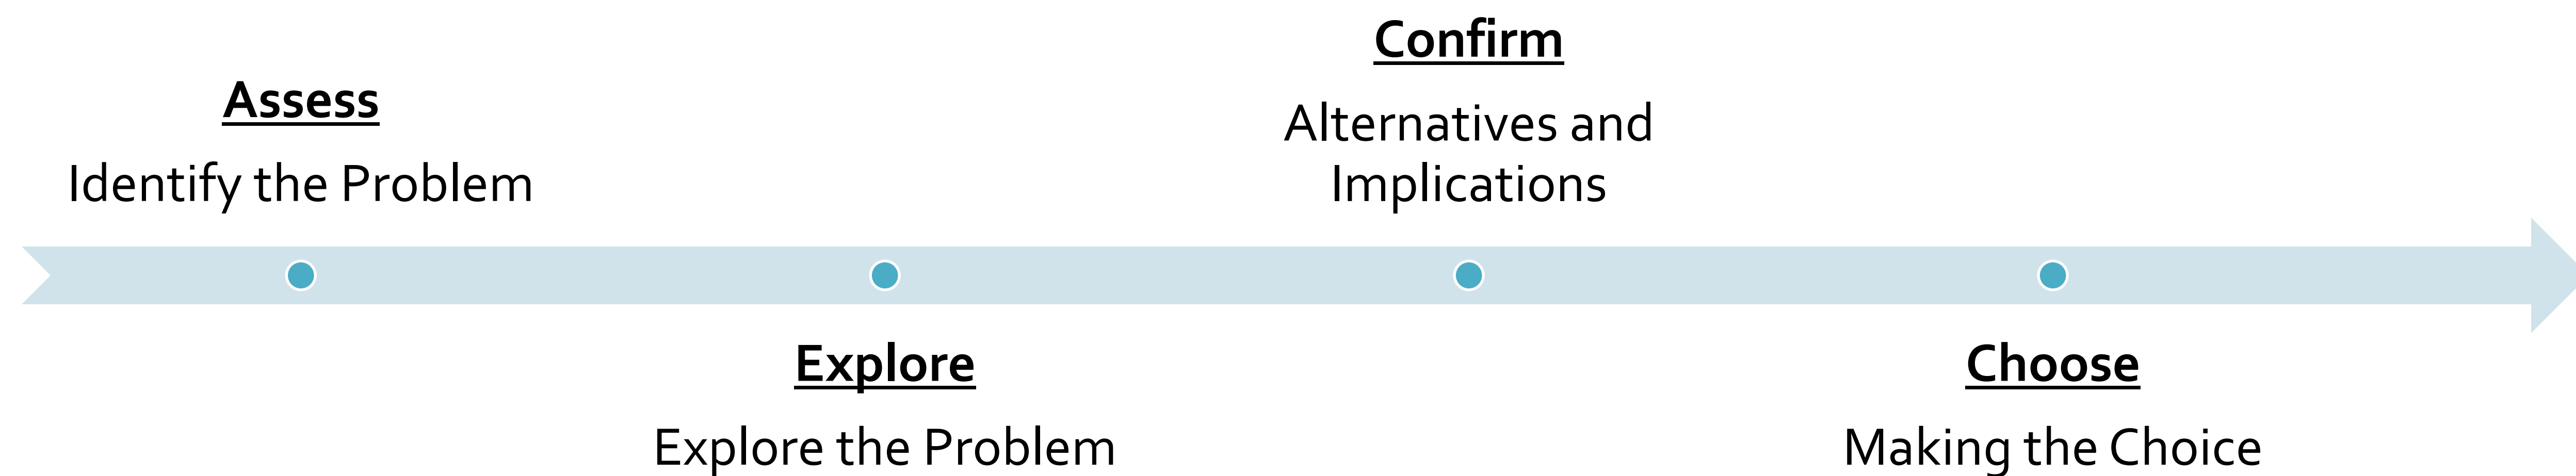 Assess
Identify the Problem
Explore
Explore the Problem
Confirm
Alternatives and
Implications
Choose
Making the Choice